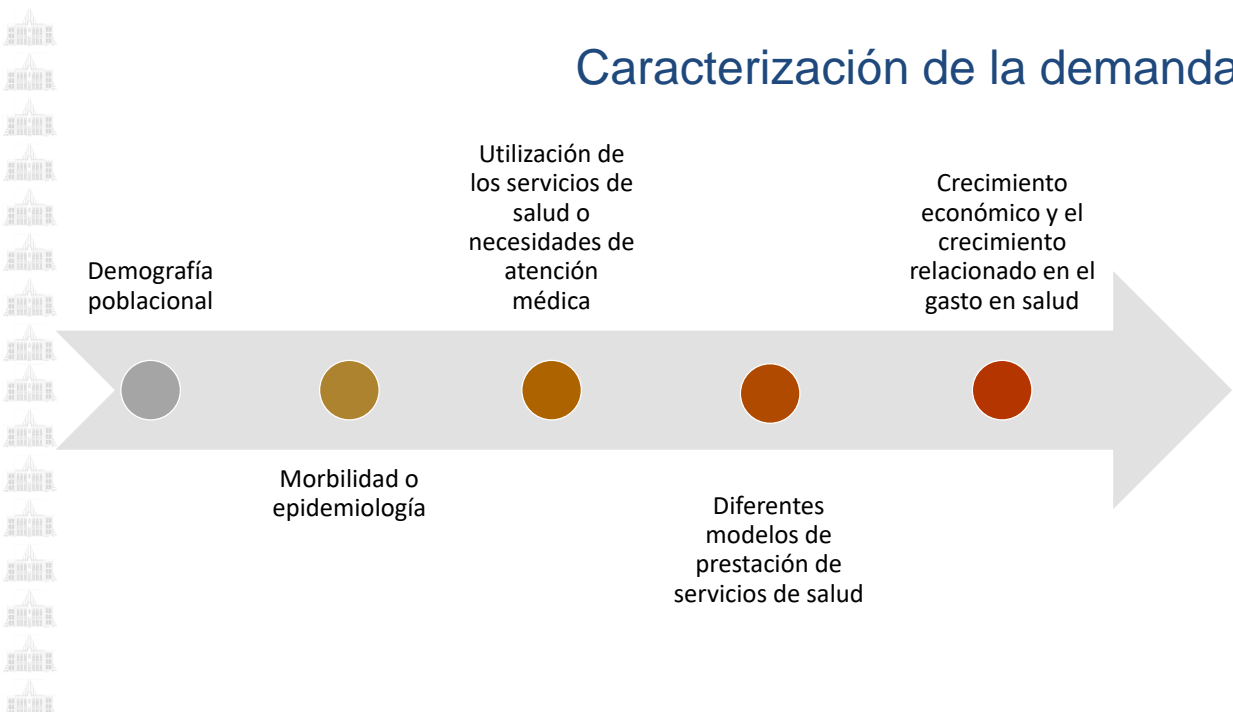 Caracterización de la demanda
Demografía
poblacional
Morbilidad o
epidemiología
Utilización de
los servicios de
salud o
necesidades de
atención
médica
Diferentes
modelos de
prestación de
servicios de salud
Crecimiento
económico y el
crecimiento
relacionado en el
gasto en salud